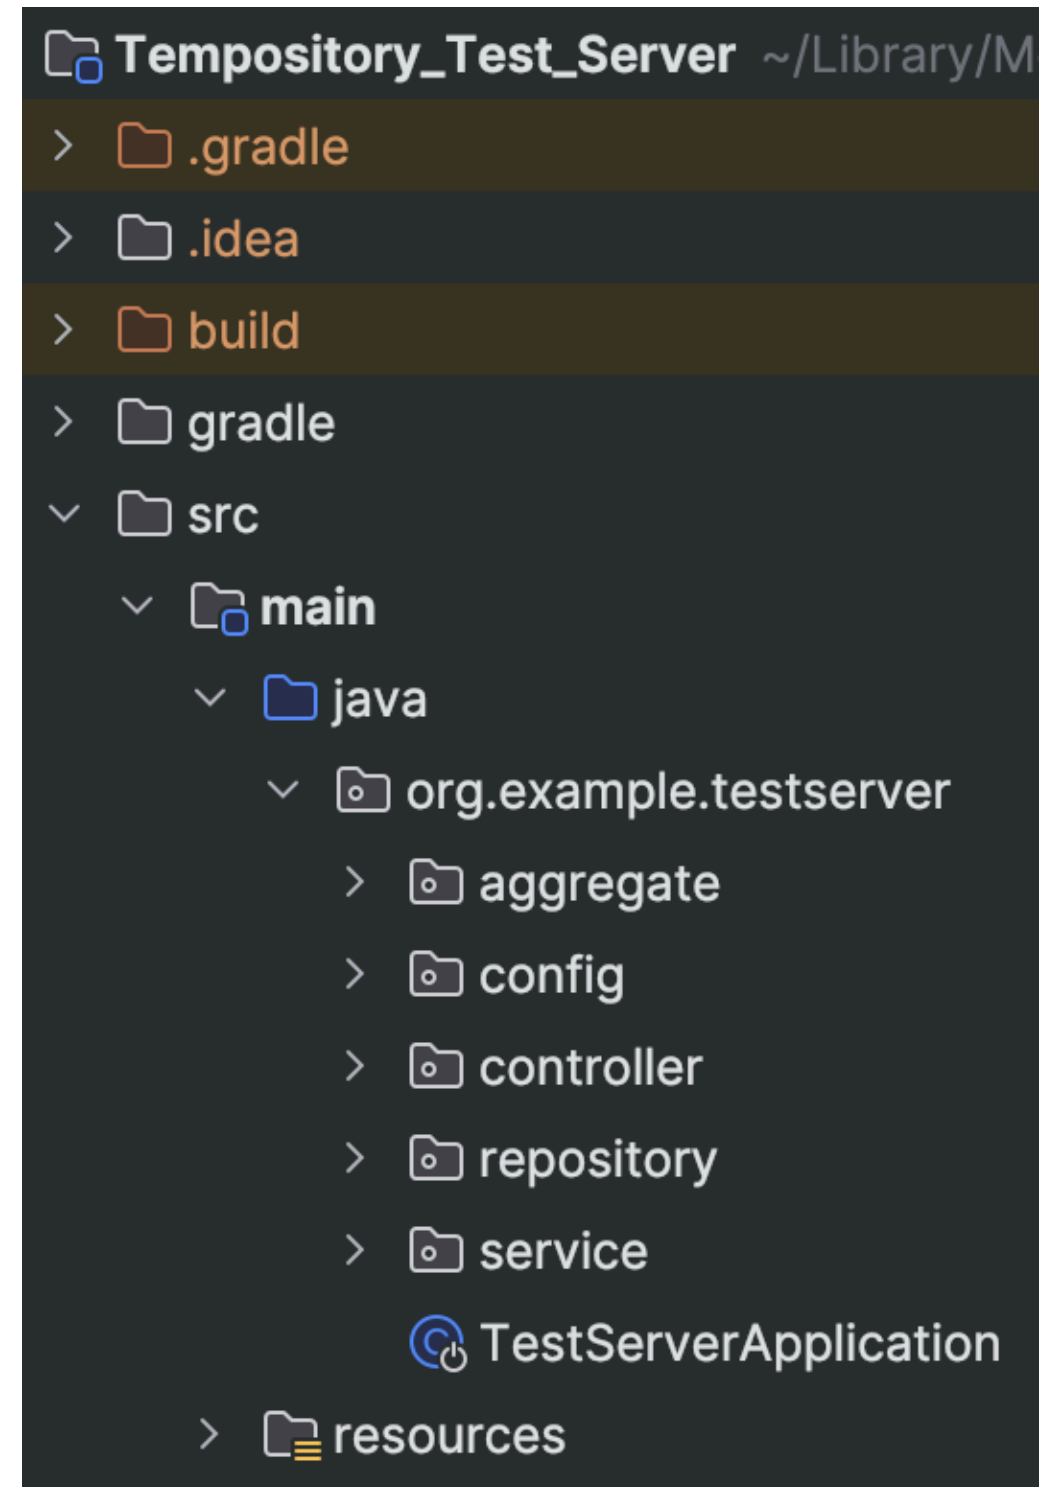 Tempository_Test_Server ~/Library/M
.gradle
.idea
build
gradle
src
main
java
org.example.testserver
aggregate
config
controller
repository
service
TestServerApplication
resources